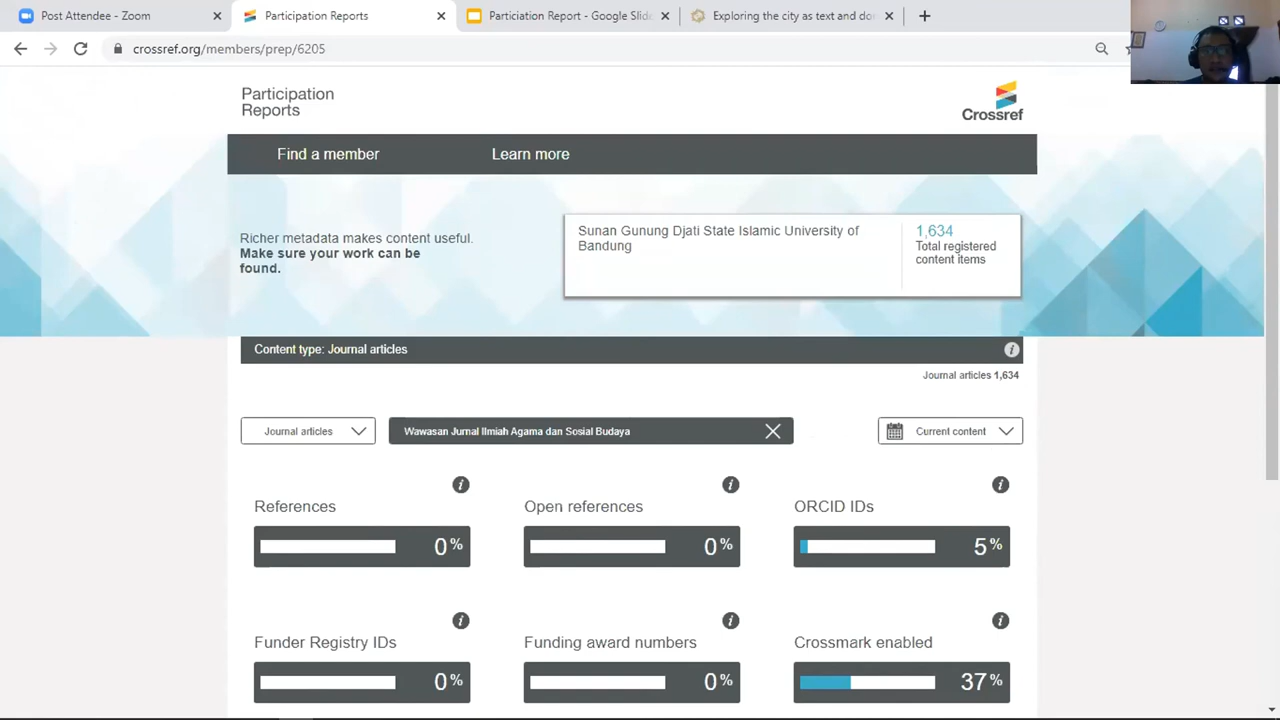 Post Attendee - Zoom
Participation Reports
Particiation Report - Google Slide
Exploring the city as text and do
crossref.org/members/prep/6205
Participation
Reports
Crossref
Find a member
Learn more
Richer metadata makes content useful.
Make sure your work can be
found.
Sunan Gunung Djati State Islamic University of
Bandung
1,634
Total registered
content items
Content type: Journal articles
Journal articles 1,634
Journal articles
Wawasan Jurnal Ilmiah Agama dan Sosial Budaya
Current content
References
0%
Open references
0%
ORCID IDs
5%
Funder Registry IDs
0%
Funding award numbers
0%
Crossmark enabled
37%